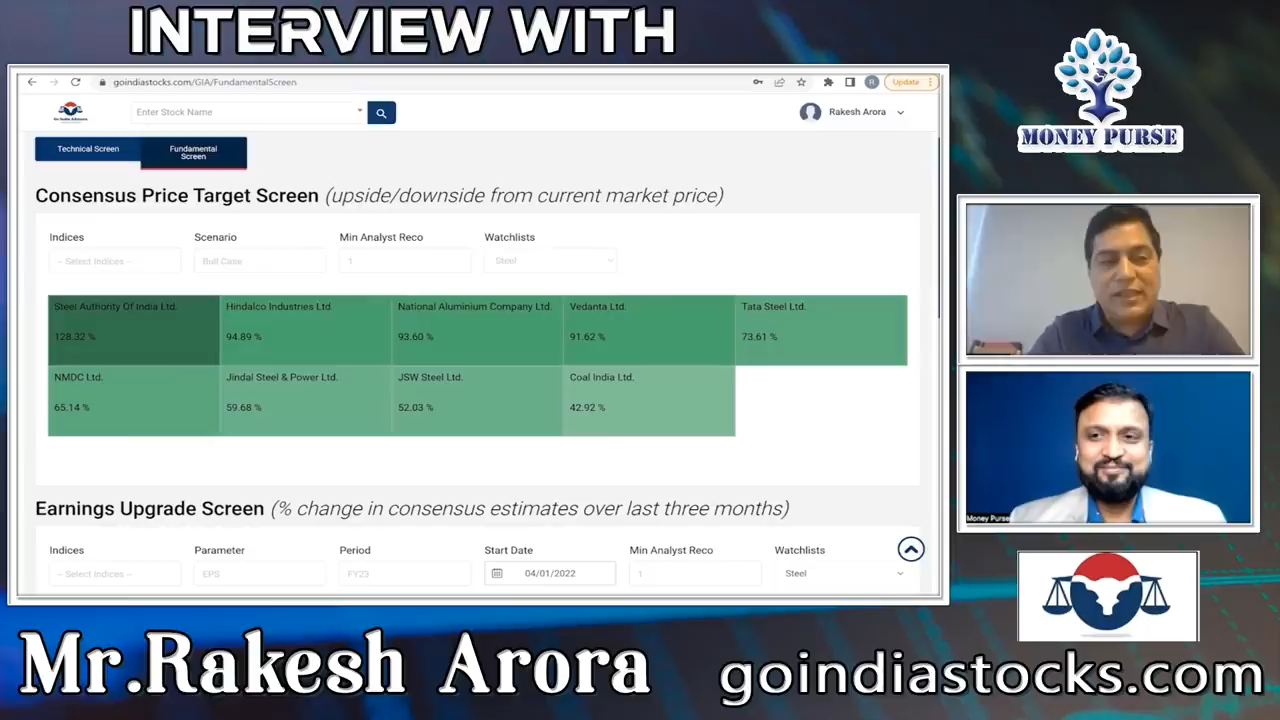 INTERVIEW WITH
goindiastocks.com/GIA/FundamentalScreen
R
Update
Enter Stock Name
Rakesh Arora
Technical Screen
Fundamental
Screen
Consensus Price Target Screen (upside/downside from current market price)
Indices Scenario Min Analyst Reco Watchlists
-- Select Indices -- Bull Case 1 Steel
Steel Authority Of India Ltd. Hindalco Industries Ltd. National Aluminium Company Ltd. Vedanta Ltd. Tata Steel Ltd.
128.32 % 94.89 % 93.60 % 91.62 % 73.61 %
NMDC Ltd. Jindal Steel & Power Ltd. JSW Steel Ltd. Coal India Ltd.
65.14 % 59.68 % 52.03 % 42.92 %
Earnings Upgrade Screen (% change in consensus estimates over last three months)
Indices Parameter Period Start Date Min Analyst Reco Watchlists
-- Select Indices -- EPS FY23 04/01/2022 1 Steel
MONEY PURSE
Money Purse
Mr.Rakesh Arora
goindiastocks.com